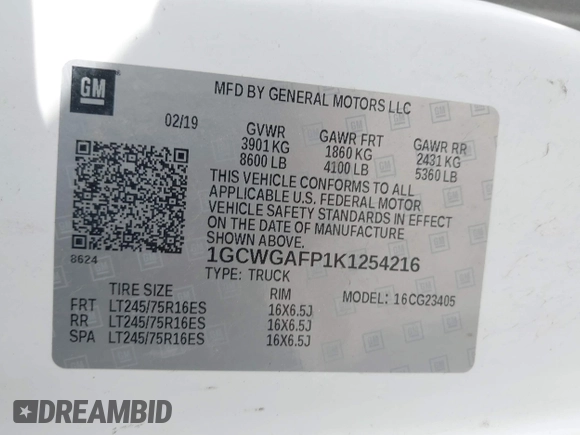 GM
MFD BY GENERAL MOTORS LLC
02/19
GVWR GAWR FRT GAWR RR
3901 KG 1860 KG 2431 KG
8600 LB 4100 LB 5360 LB
THIS VEHICLE CONFORMS TO ALL
APPLICABLE U.S. FEDERAL MOTOR
VEHICLE SAFETY STANDARDS IN EFFECT
ON THE DATE OF MANUFACTURE
SHOWN ABOVE.
8624
1GCWGAFP1K1254216
TYPE: TRUCK
TIRE SIZE RIM MODEL: 16CG23405
FRT LT245/75R16ES 16X6.5J
RR LT245/75R16ES 16X6.5J
SPA LT245/75R16ES 16X6.5J
DREAMBID